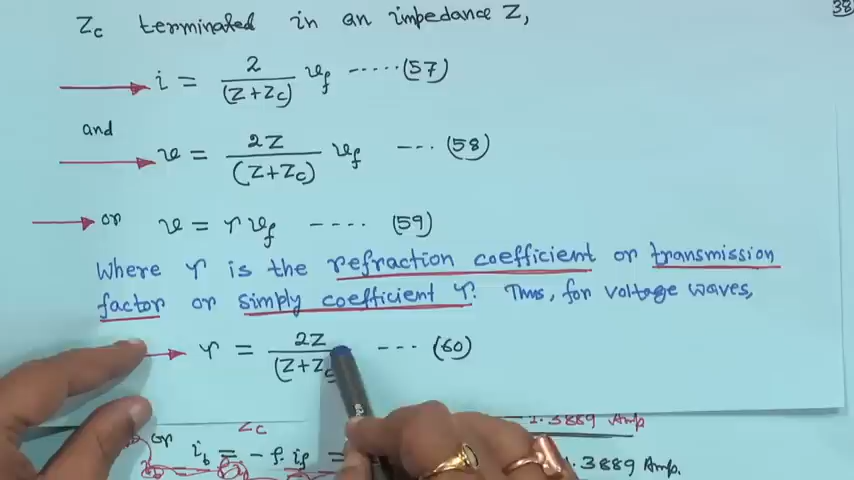 38
Zc terminated in an impedance Z,
i = 2/(Z+Zc) vf ----- (57)
and
v = 2Z/(Z+Zc) vf --- (58)
or v = τ vf ---- (59)
Where τ is the refraction coefficient or transmission
factor or simply coefficient τ. Thus, for voltage waves,
τ = 2Z/(Z+Zc --- (60)
Zc 1.3889 Amp
or ib = -ρ. if = 1.3889 Amp.